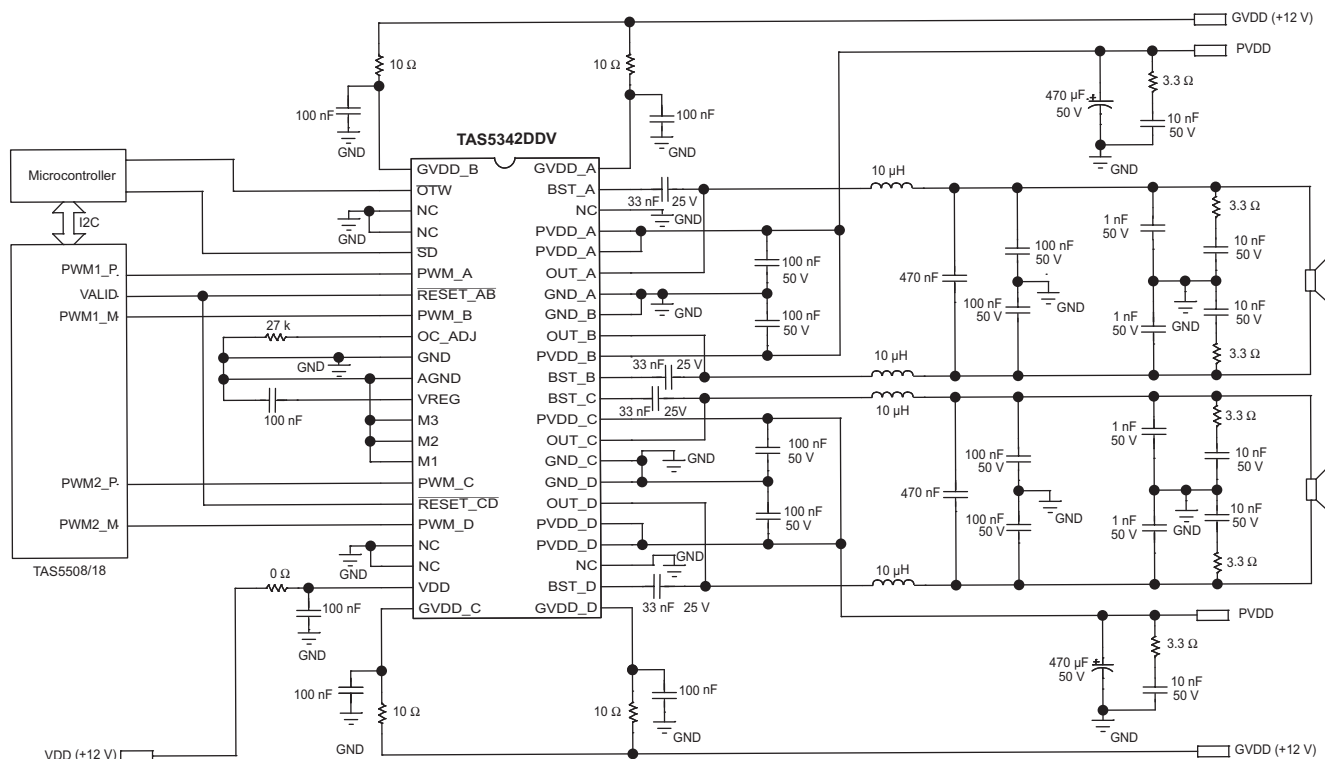 GVDD (+12 V)
PVDD
10 Ω
10 Ω
3.3 Ω
470 µF
50 V
10 nF
50 V
100 nF
100 nF
GND
GND
GND
TAS5342DDV
Microcontroller
I2C
GVDD_B
OTW
NC
NC
SD
PWM_A
RESET_AB
PWM_B
OC_ADJ
GND
AGND
VREG
M3
M2
M1
PWM_C
RESET_CD
PWM_D
NC
NC
VDD
GVDD_C
GVDD_A
BST_A
NC
PVDD_A
PVDD_A
OUT_A
GND_A
GND_B
OUT_B
PVDD_B
BST_B
BST_C
PVDD_C
OUT_C
GND_C
GND_D
OUT_D
PVDD_D
PVDD_D
NC
BST_D
GVDD_D
PWM1_P
VALID
PWM1_M
PWM2_P
PWM2_M
TAS5508/18
GND
27 k
GND
100 nF
GND
0 Ω
100 nF
GND
33 nF 25 V
GND
100 nF
50 V
GND
100 nF
50 V
33 nF 25 V
33 nF 25V
100 nF
50 V
GND
100 nF
50 V
GND
33 nF 25 V
10 µH
10 µH
10 µH
10 µH
470 nF
100 nF
50 V
GND
100 nF
50 V
1 nF
50 V
1 nF
50 V
GND
3.3 Ω
10 nF
50 V
10 nF
50 V
3.3 Ω
470 nF
100 nF
50 V
GND
100 nF
50 V
1 nF
50 V
1 nF
50 V
GND
3.3 Ω
10 nF
50 V
10 nF
50 V
3.3 Ω
PVDD
3.3 Ω
470 µF
50 V
10 nF
50 V
GND
100 nF
100 nF
10 Ω
10 Ω
GND
GND
VDD (+12 V)
GVDD (+12 V)